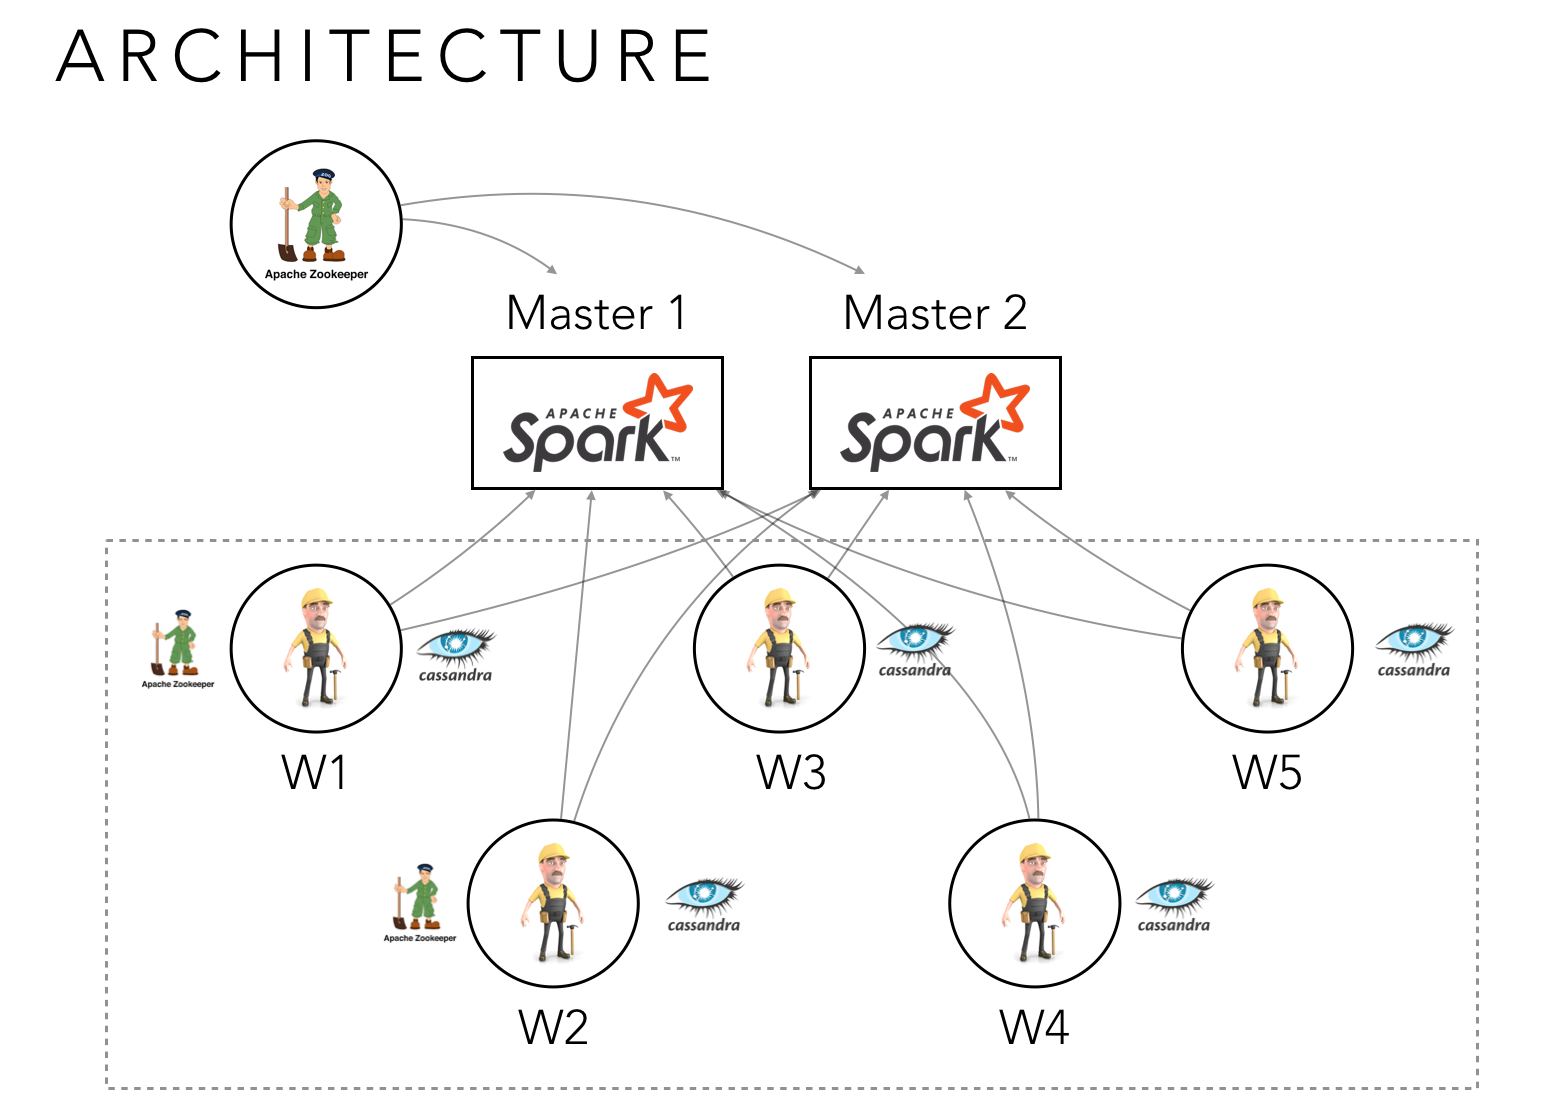 ARCHITECTURE
Apache Zookeeper
Master 1
Master 2
APACHE
Spark™
APACHE
Spark™
Apache Zookeeper
cassandra
cassandra
cassandra
W1
W3
W5
Apache Zookeeper
cassandra
cassandra
W2
W4